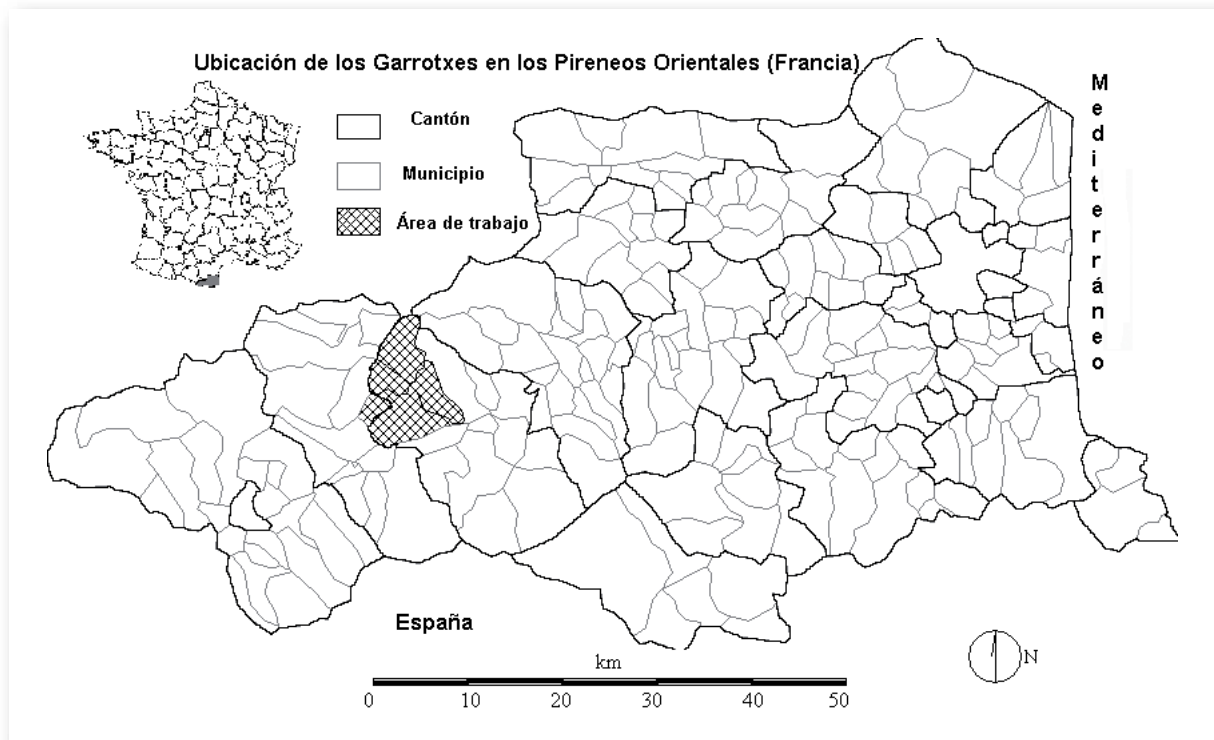 Ubicación de los Garrotxes en los Pireneos Orientales (Francia)
Cantón
Municipio
Área de trabajo
Mediterráneo
España
N
km
0 10 20 30 40 50